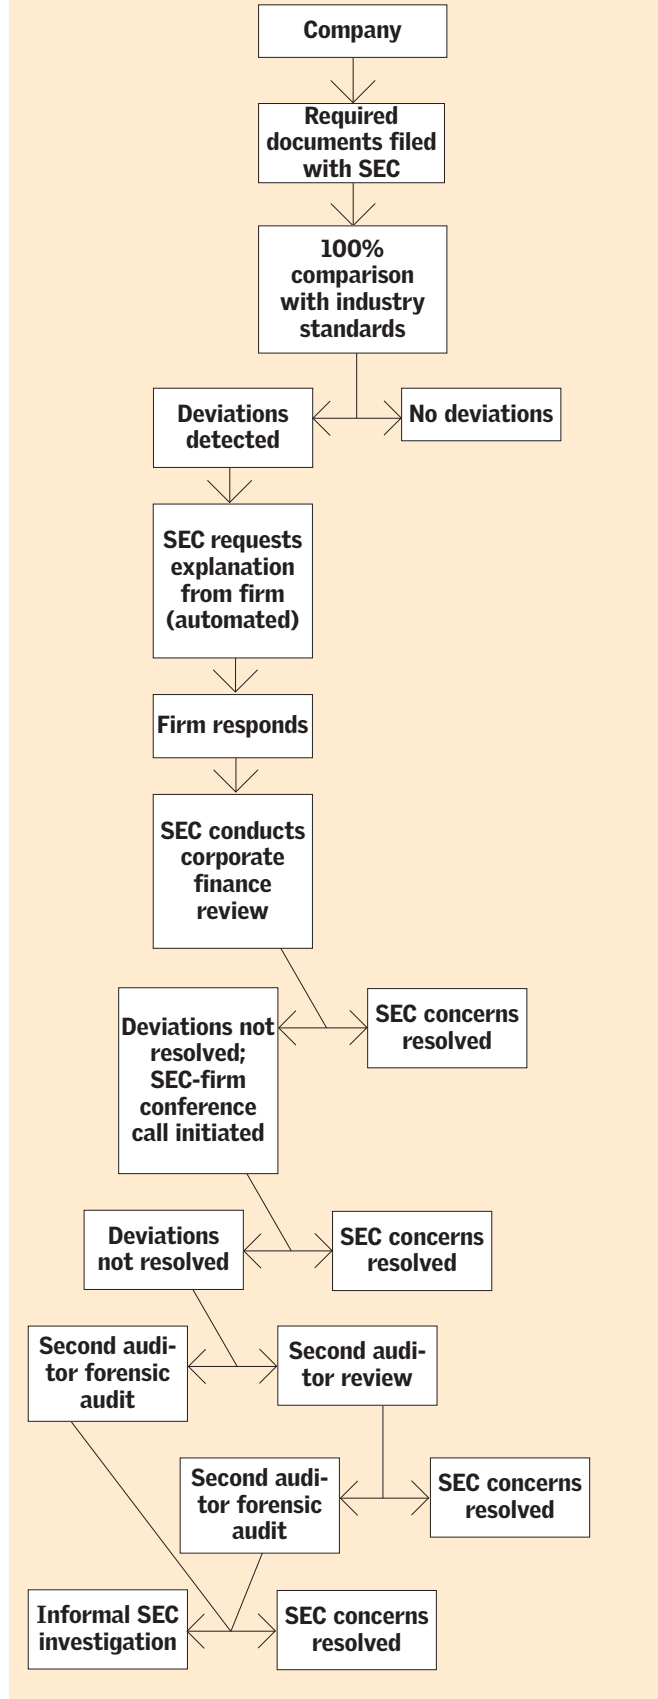 Company
Required
documents filed
with SEC
100%
comparison
with industry
standards
Deviations
detected
No deviations
SEC requests
explanation
from firm
(automated)
Firm responds
SEC conducts
corporate
finance
review
Deviations not
resolved;
SEC-firm
conference
call initiated
SEC concerns
resolved
Deviations
not resolved
SEC concerns
resolved
Second audi-
tor forensic
audit
Second audi-
tor review
Second audi-
tor forensic
audit
SEC concerns
resolved
Informal SEC
investigation
SEC concerns
resolved